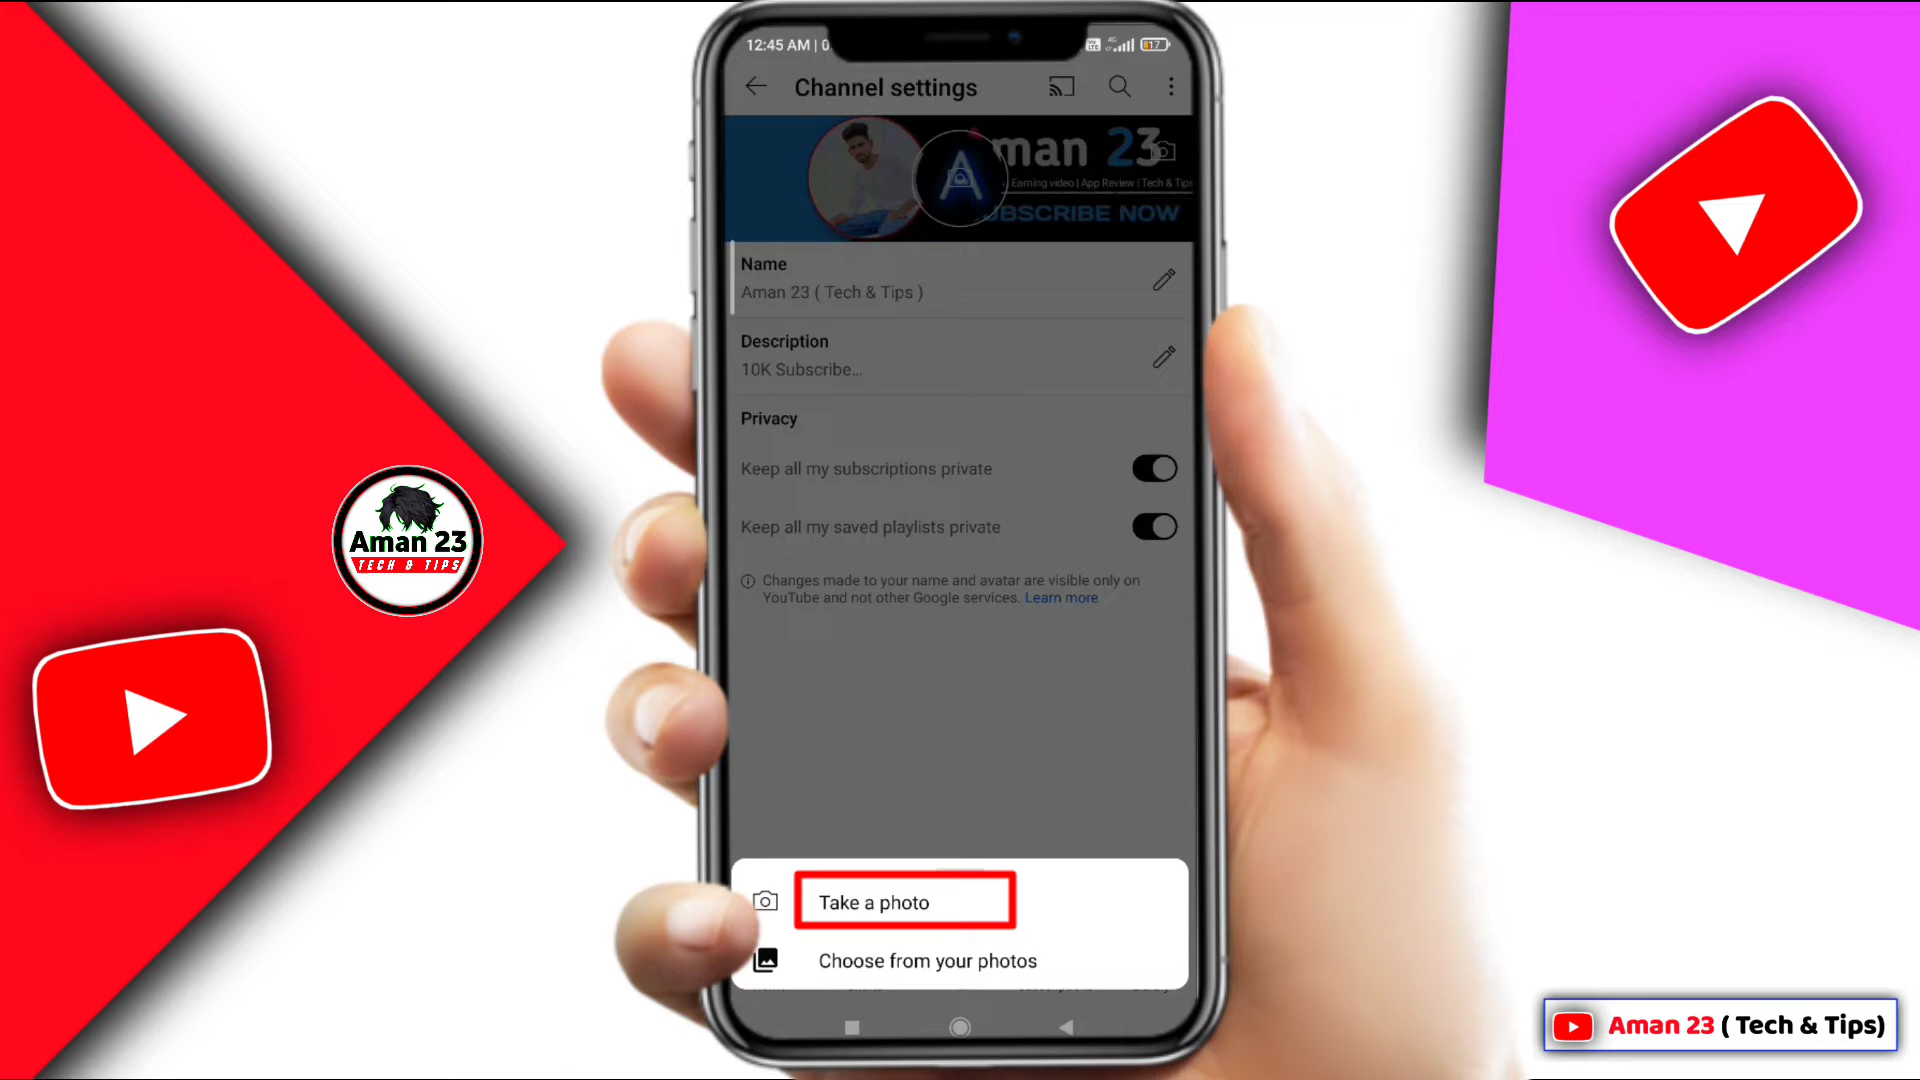 12:45 AM | 0
4G
17
Channel settings
man 23
Earning video | App Review | Tech & Tips
UBSCRIBE NOW
A
Name
Aman 23 ( Tech & Tips )
Description
10K Subscribe...
Privacy
Keep all my subscriptions private
Keep all my saved playlists private
Changes made to your name and avatar are visible only on
YouTube and not other Google services. Learn more
Aman 23
TECH & TIPS
Take a photo
Choose from your photos
Aman 23 ( Tech & Tips)